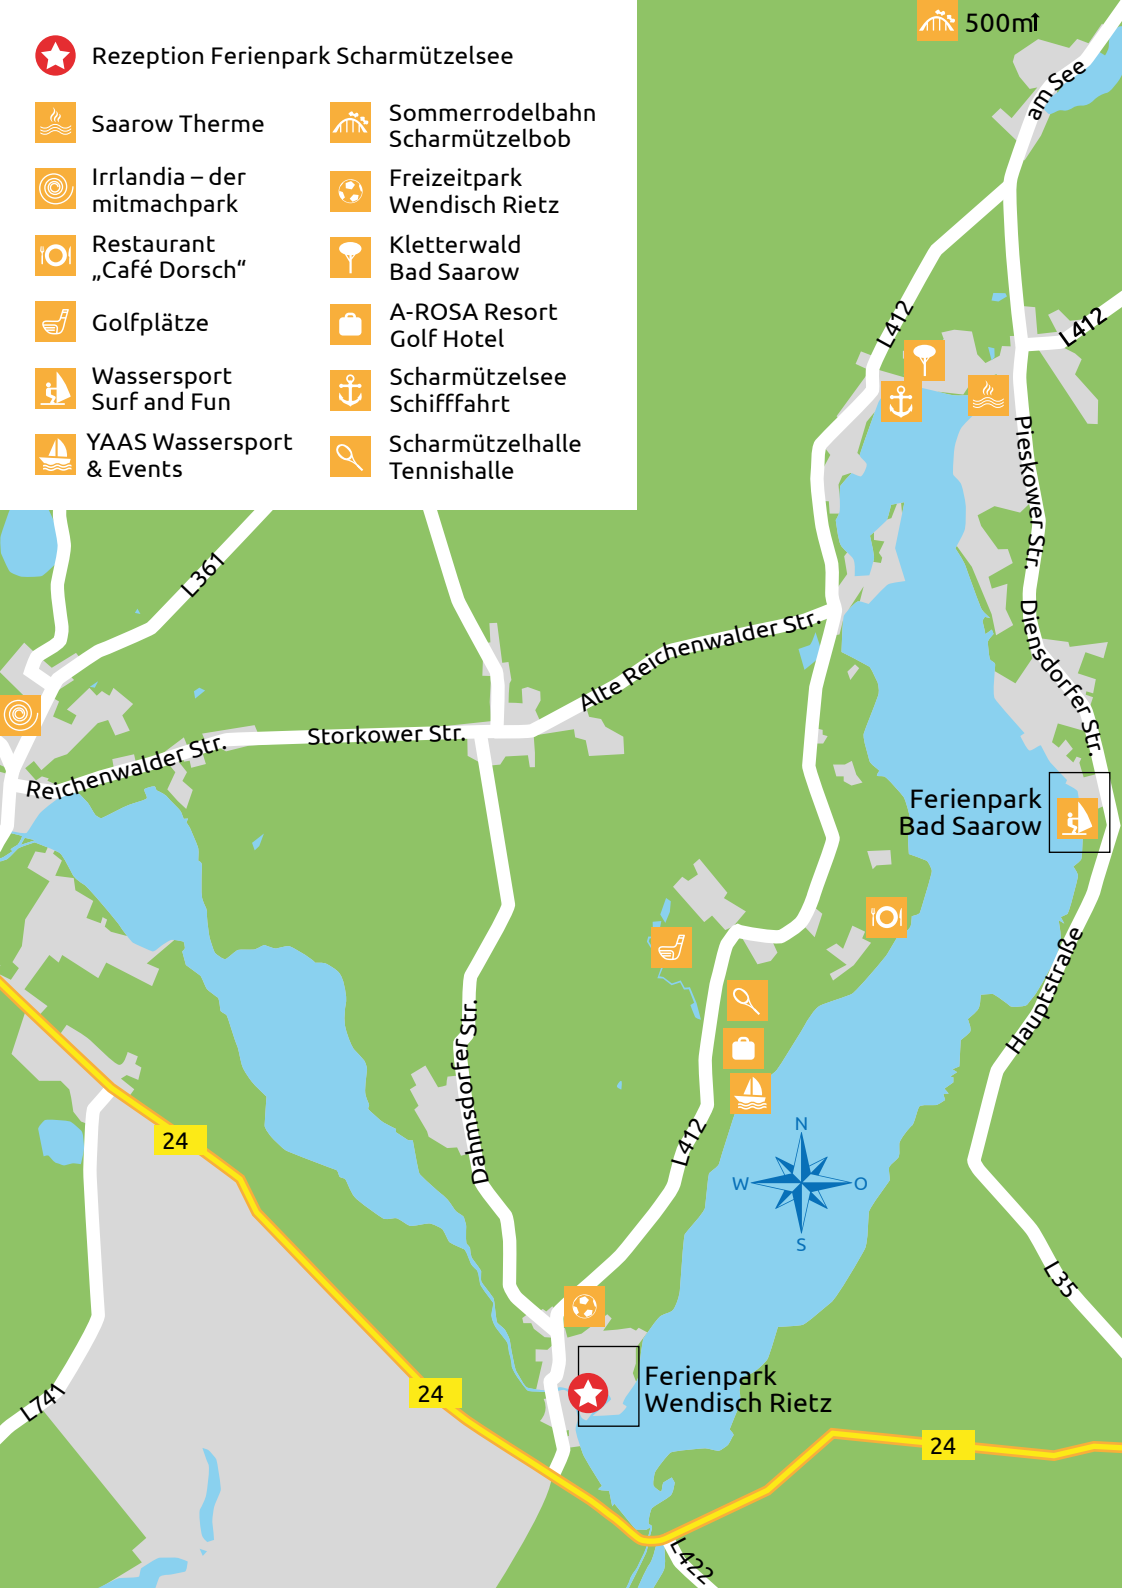 Rezeption Ferienpark Scharmützelsee
Saarow Therme
Irrlandia – der
mitmachpark
Restaurant
„Café Dorsch“
Golfplätze
Wassersport
Surf and Fun
YAAS Wassersport
& Events
Sommerrodelbahn
Scharmützelbob
Freizeitpark
Wendisch Rietz
Kletterwald
Bad Saarow
A-ROSA Resort
Golf Hotel
Scharmützelsee
Schifffahrt
Scharmützelhalle
Tennishalle
500m
am See
L412
L412
Pieskower Str.
L361
Diensdorfer Str.
Alte Reichenwalder Str.
Storkower Str.
Reichenwalder Str.
Ferienpark
Bad Saarow
Hauptstraße
Dahmsdorfer Str.
L412
24
N
W
O
S
L35
24
L741
Ferienpark
Wendisch Rietz
24
L422